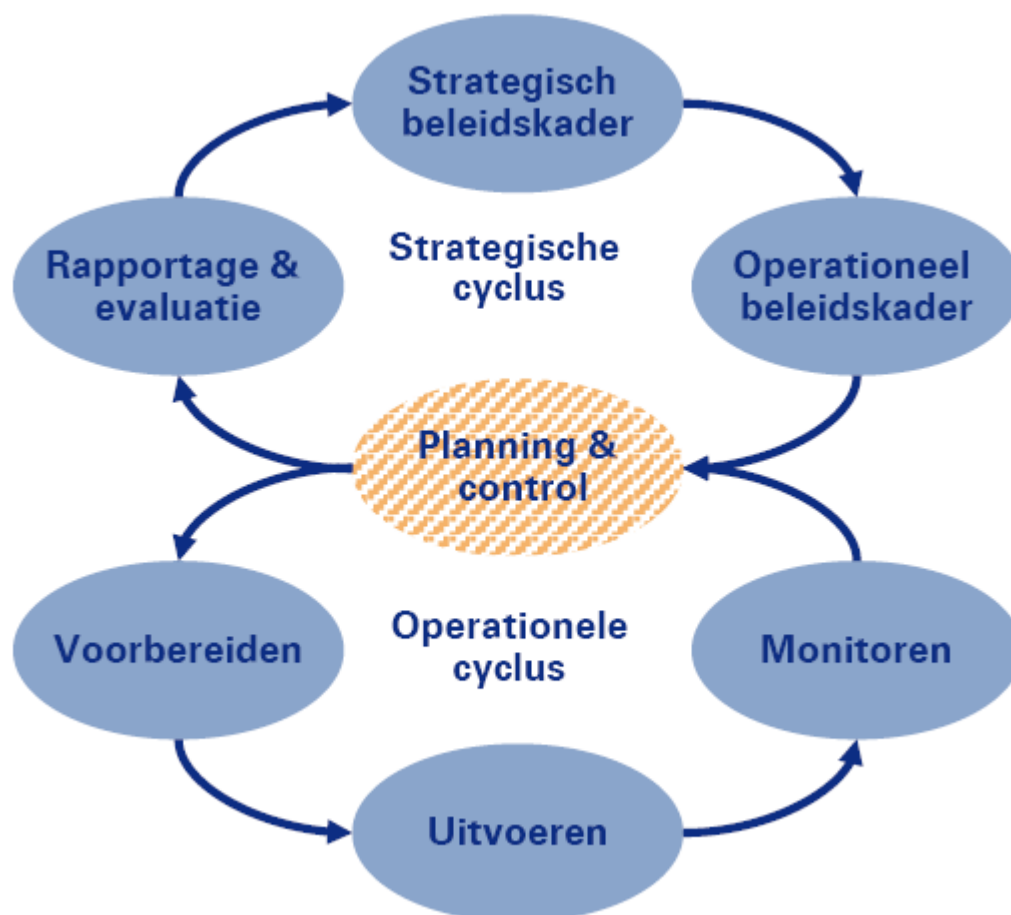 Strategisch
beleidskader
Rapportage &
evaluatie
Strategische
cyclus
Operationeel
beleidskader
Planning &
control
Voorbereiden
Operationele
cyclus
Monitoren
Uitvoeren